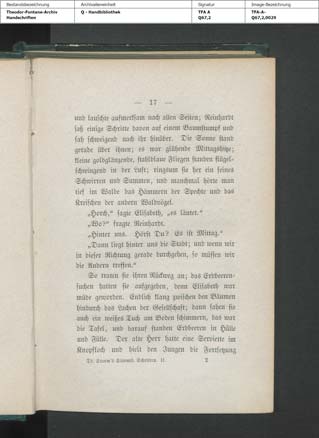 Bestandsbezeichnung Archivalieneinheit Signatur Image-Bezeichnung
Theodor-Fontane-Archiv Q - Handbibliothek TFA A TFA-A-
Handschriften Q67,2 Q67,2,0029
— 17 —
und lauschte aufmerksam nach allen Seiten; Reinhardt
saß einige Schritte davon auf einem Baumstumpf und
sah schweigend nach ihr hinüber. Die Sonne stand
gerade über ihnen; es war glühende Mittagshitze;
kleine goldglänzende, stahlblaue Fliegen standen flügel-
schwingend in der Luft; rings um sie her ein feines
Schwirren und Summen, und manchmal hörte man
tief im Walde das Hämmern der Spechte und das
Kreischen der andern Waldvögel.
„Horch,“ sagte Elisabeth, „es läutet.“
„Wo?“ fragte Reinhardt.
„Hinter uns. Hörst Du? Es ist Mittag.“
„Dann liegt hinter uns die Stadt; und wenn wir
in dieser Richtung gerade durchgehen, so müssen wir
die Andern treffen.“
So traten sie ihren Rückweg an; das Erdbeeren-
suchen hatten sie aufgegeben, denn Elisabeth war
müde geworden. Endlich klang zwischen den Bäumen
hindurch das Lachen der Gesellschaft; dann sahen sie
auch ein weißes Tuch am Boden schimmern, das war
die Tafel, und darauf standen Erdbeeren in Hülle
und Fülle. Der alte Herr hatte eine Serviette im
Knopfloch und hielt den Jungen die Fortsetzung
Th. Storm's Sämmtl. Schriften. II. 2